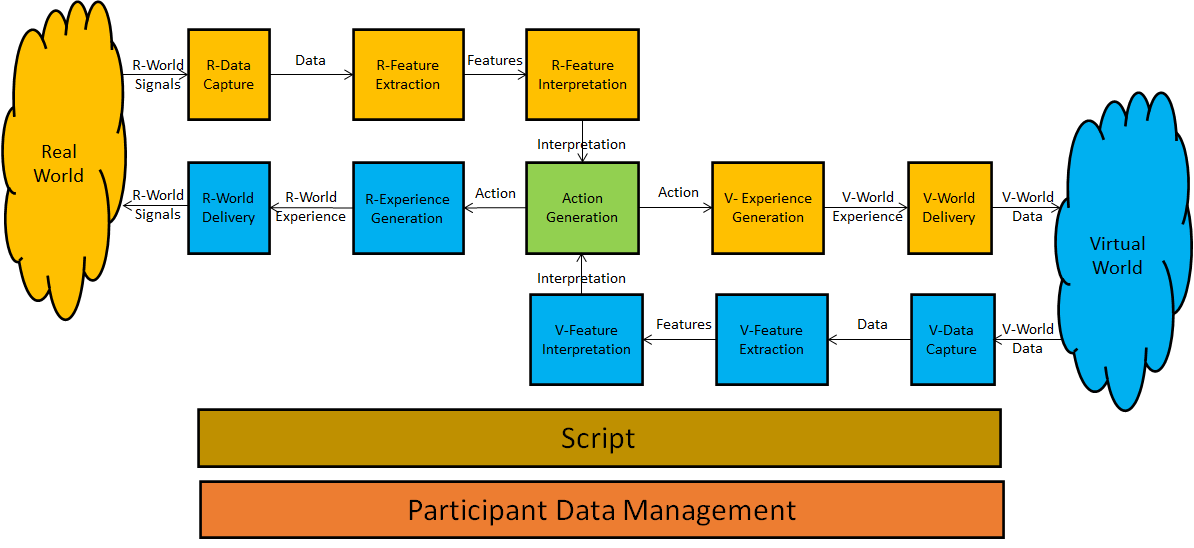 Real
World
R-World
Signals
R-Data
Capture
Data
R-Feature
Extraction
Features
R-Feature
Interpretation
Interpretation
R-World
Signals
R-World
Delivery
R-World
Experience
R-Experience
Generation
Action
Action
Generation
Action
V- Experience
Generation
V-World
Experience
V-World
Delivery
V-World
Data
Virtual
World
Interpretation
V-Feature
Interpretation
Features
V-Feature
Extraction
Data
V-Data
Capture
V-World
Data
Script
Participant Data Management